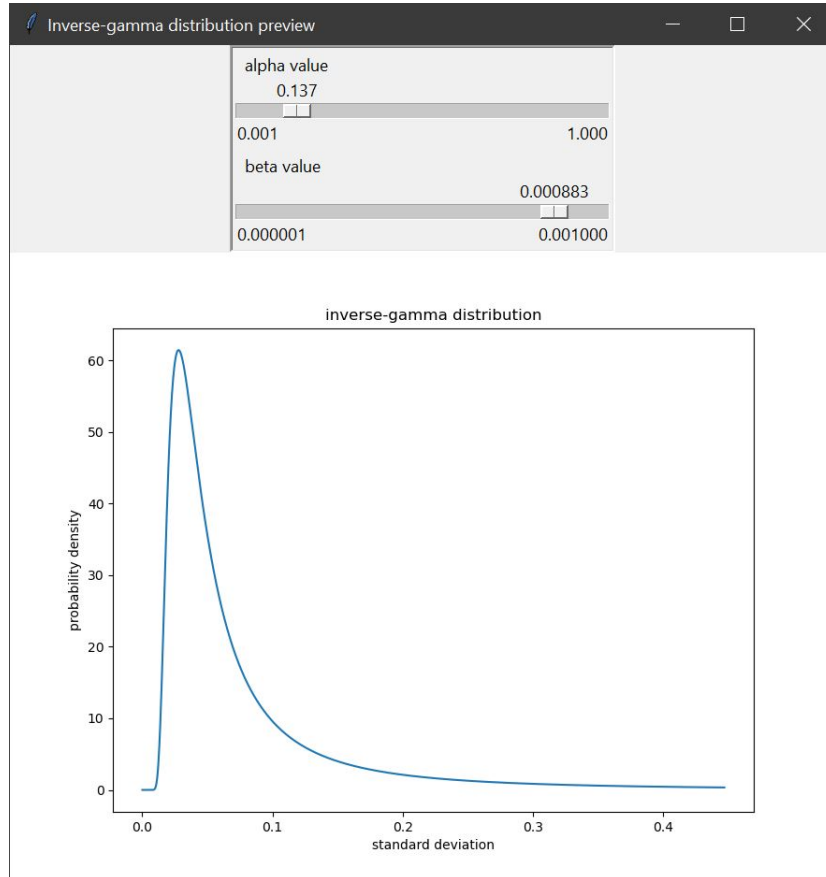 Inverse-gamma distribution preview
alpha value
0.137
0.001 1.000
beta value
0.000883
0.000001 0.001000
inverse-gamma distribution
60
50
40
30
20
10
0
probability density
0.0 0.1 0.2 0.3 0.4
standard deviation